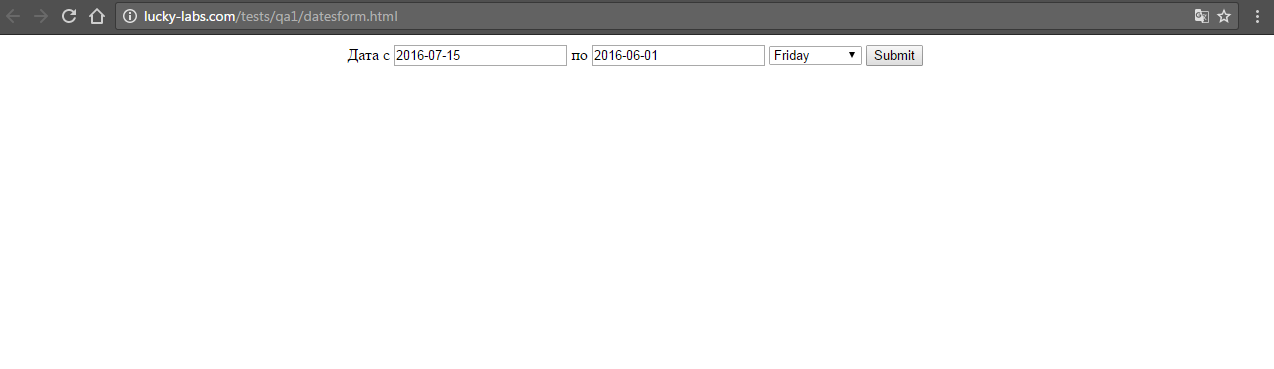 lucky-labs.com/tests/qa1/datesform.html
Дата с 2016-07-15 по 2016-06-01 Friday Submit